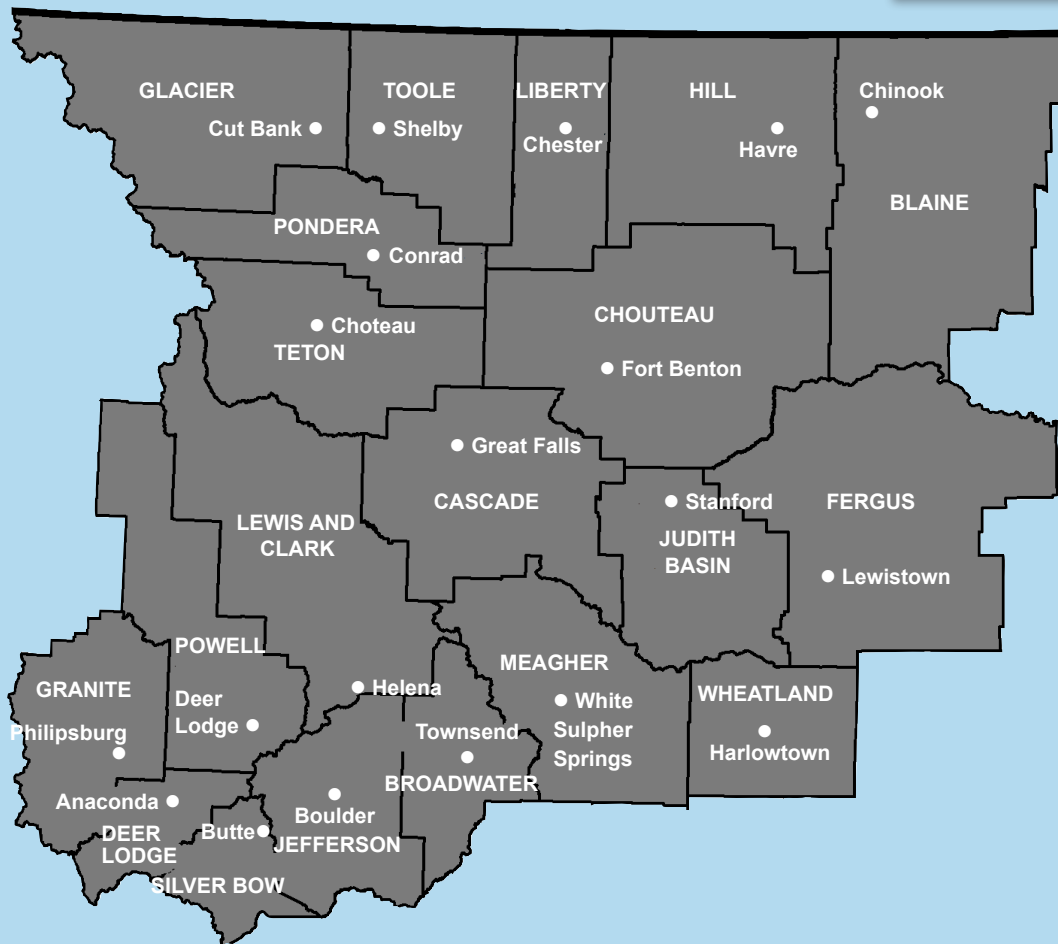 GLACIER
TOOLE
LIBERTY
HILL
Chinook
Cut Bank
Shelby
Chester
Havre
BLAINE
PONDERA
Conrad
CHOUTEAU
Choteau
TETON
Fort Benton
Great Falls
CASCADE
Stanford
FERGUS
LEWIS AND
CLARK
JUDITH
BASIN
Lewistown
POWELL
MEAGHER
GRANITE
Deer
Lodge
Helena
White
Sulpher
Springs
WHEATLAND
Philipsburg
Townsend
Harlowtown
BROADWATER
Anaconda
Boulder
DEER
LODGE
Butte
JEFFERSON
SILVER BOW